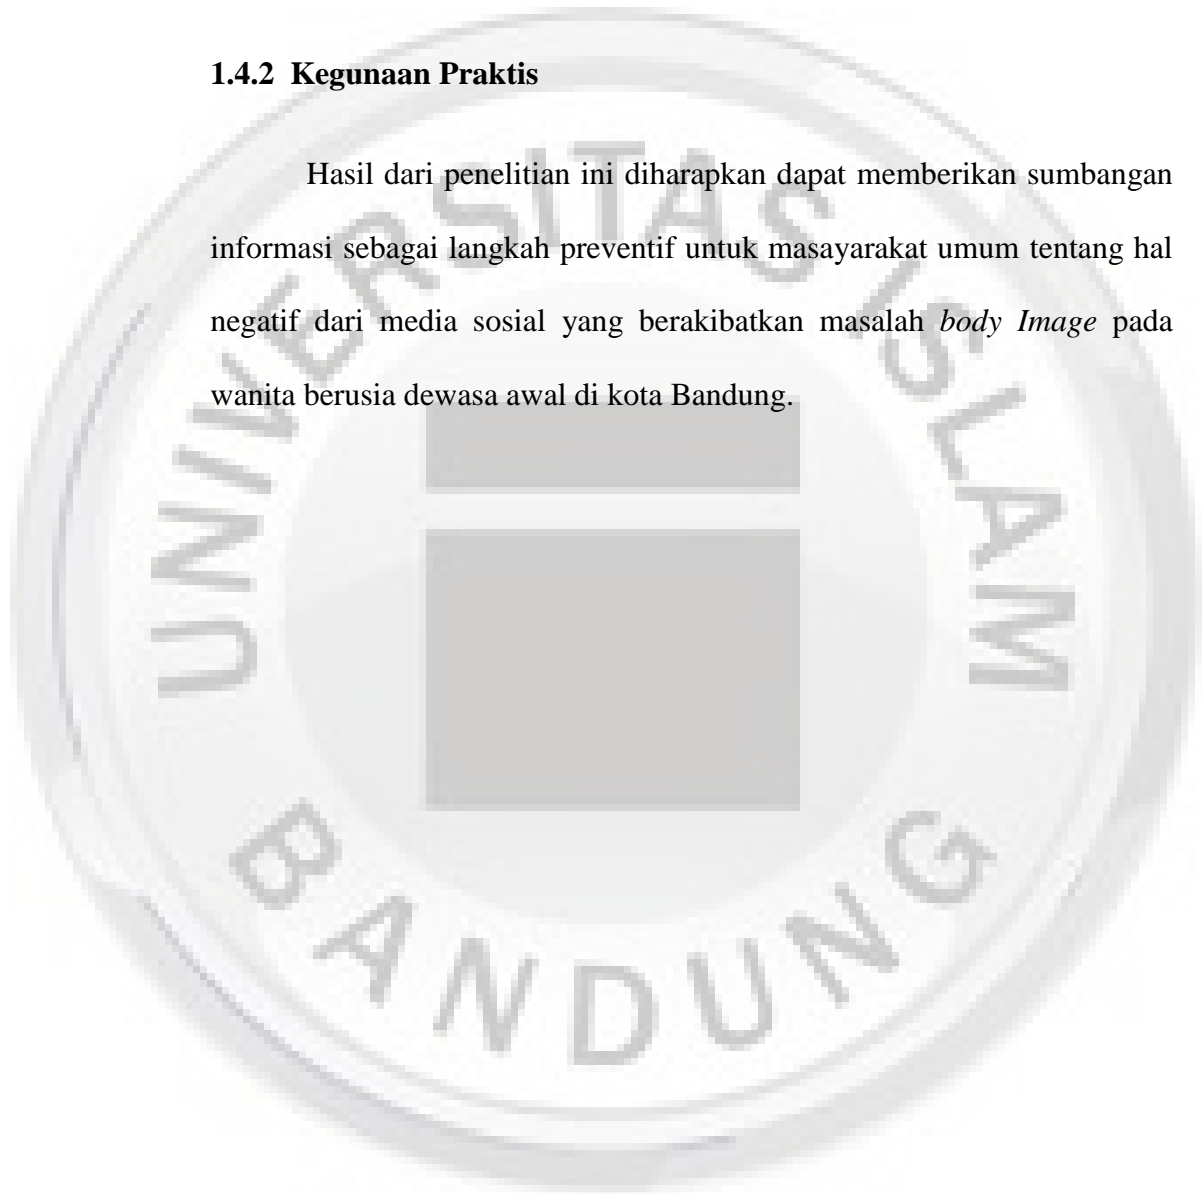 1.4.2 Kegunaan Praktis
Hasil dari penelitian ini diharapkan dapat memberikan sumbangan
informasi sebagai langkah preventif untuk masayarakat umum tentang hal
negatif dari media sosial yang berakibatkan masalah body Image pada
wanita berusia dewasa awal di kota Bandung.
UNIVERSITAS ISLAM
BANDUNG